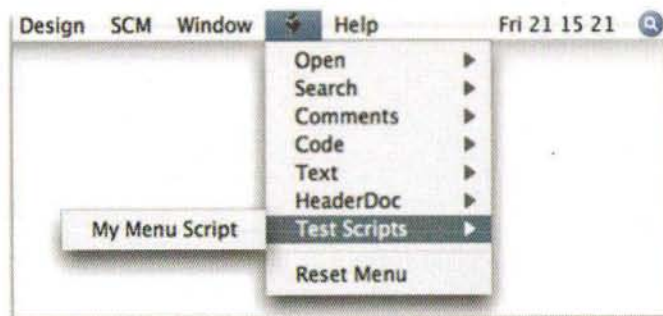 Design SCM Window Help Fri 21 15 21
Open
Search
Comments
Code
Text
HeaderDoc
My Menu Script Test Scripts
Reset Menu